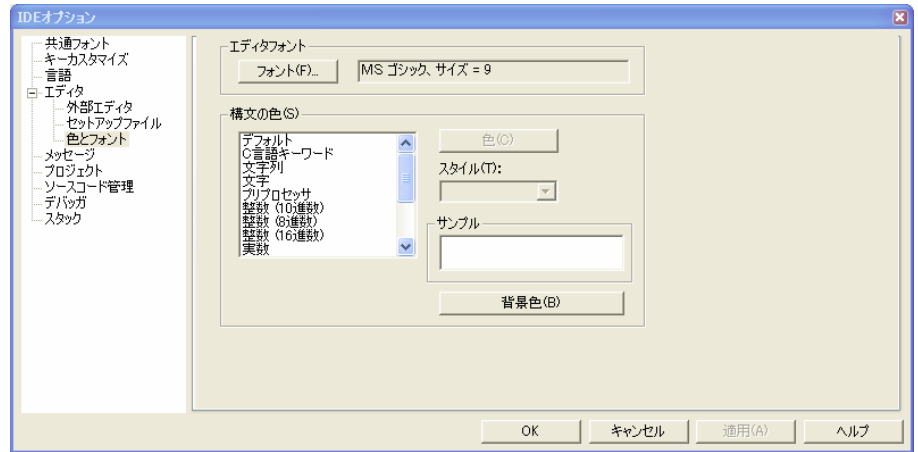 IDEオプション
共通フォント
キーカスタマイズ
言語
エディタ
外部エディタ
セットアップファイル
色とフォント
メッセージ
プロジェクト
ソースコード管理
デバッガ
スタック
エディタフォント
フォント(F)...
MS ゴシック、サイズ = 9
構文の色(S)
デフォルト
C言語キーワード
文字列
文字
プリプロセッサ
整数 (10進数)
整数 (8進数)
整数 (16進数)
実数
色(C)
スタイル(T):
サンプル
背景色(B)
OK
キャンセル
適用(A)
ヘルプ